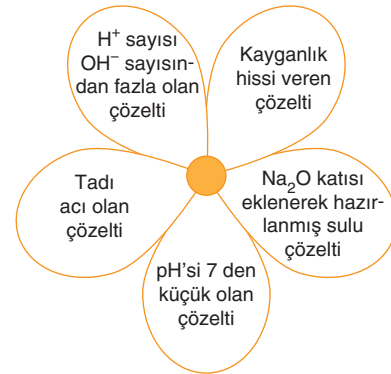 H⁺ sayısı
OH⁻ sayısın-
dan fazla olan
çözelti
Kayganlık
hissi veren
çözelti
Tadı
acı olan
çözelti
Na₂O katısı
eklenerek hazır-
lanmış sulu
çözelti
pH’si 7 den
küçük olan
çözelti